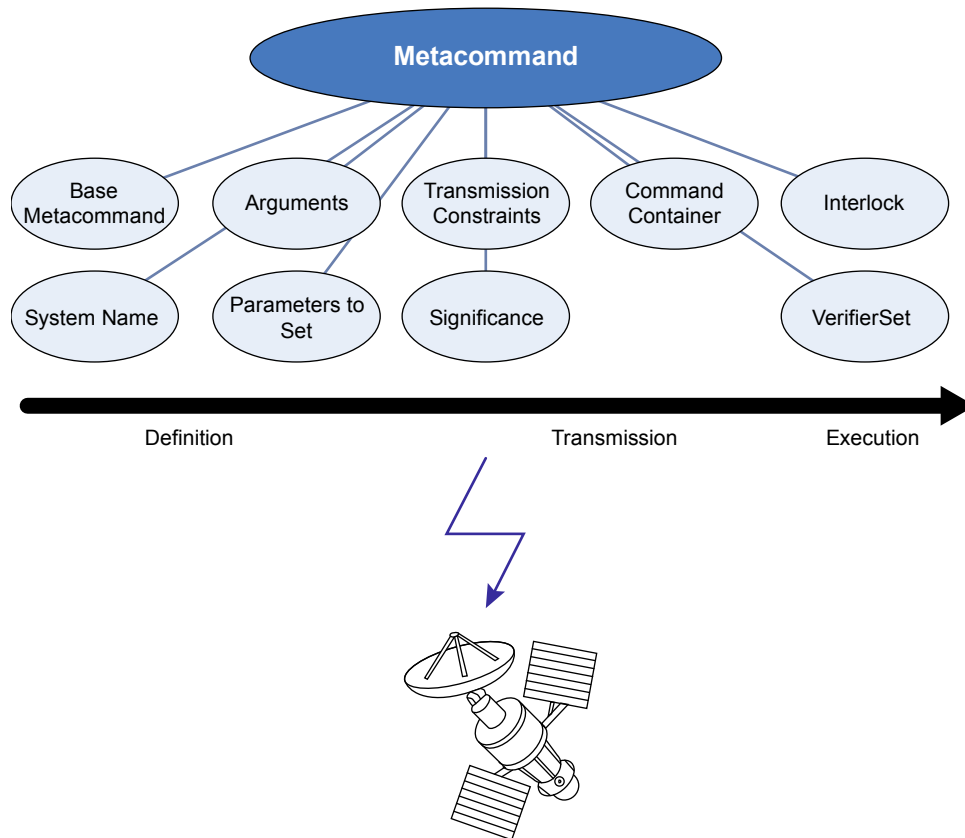 Metacommand
Base
Metacommand
Arguments
Transmission
Constraints
Command
Container
Interlock
System Name
Parameters to
Set
Significance
VerifierSet
Definition
Transmission
Execution